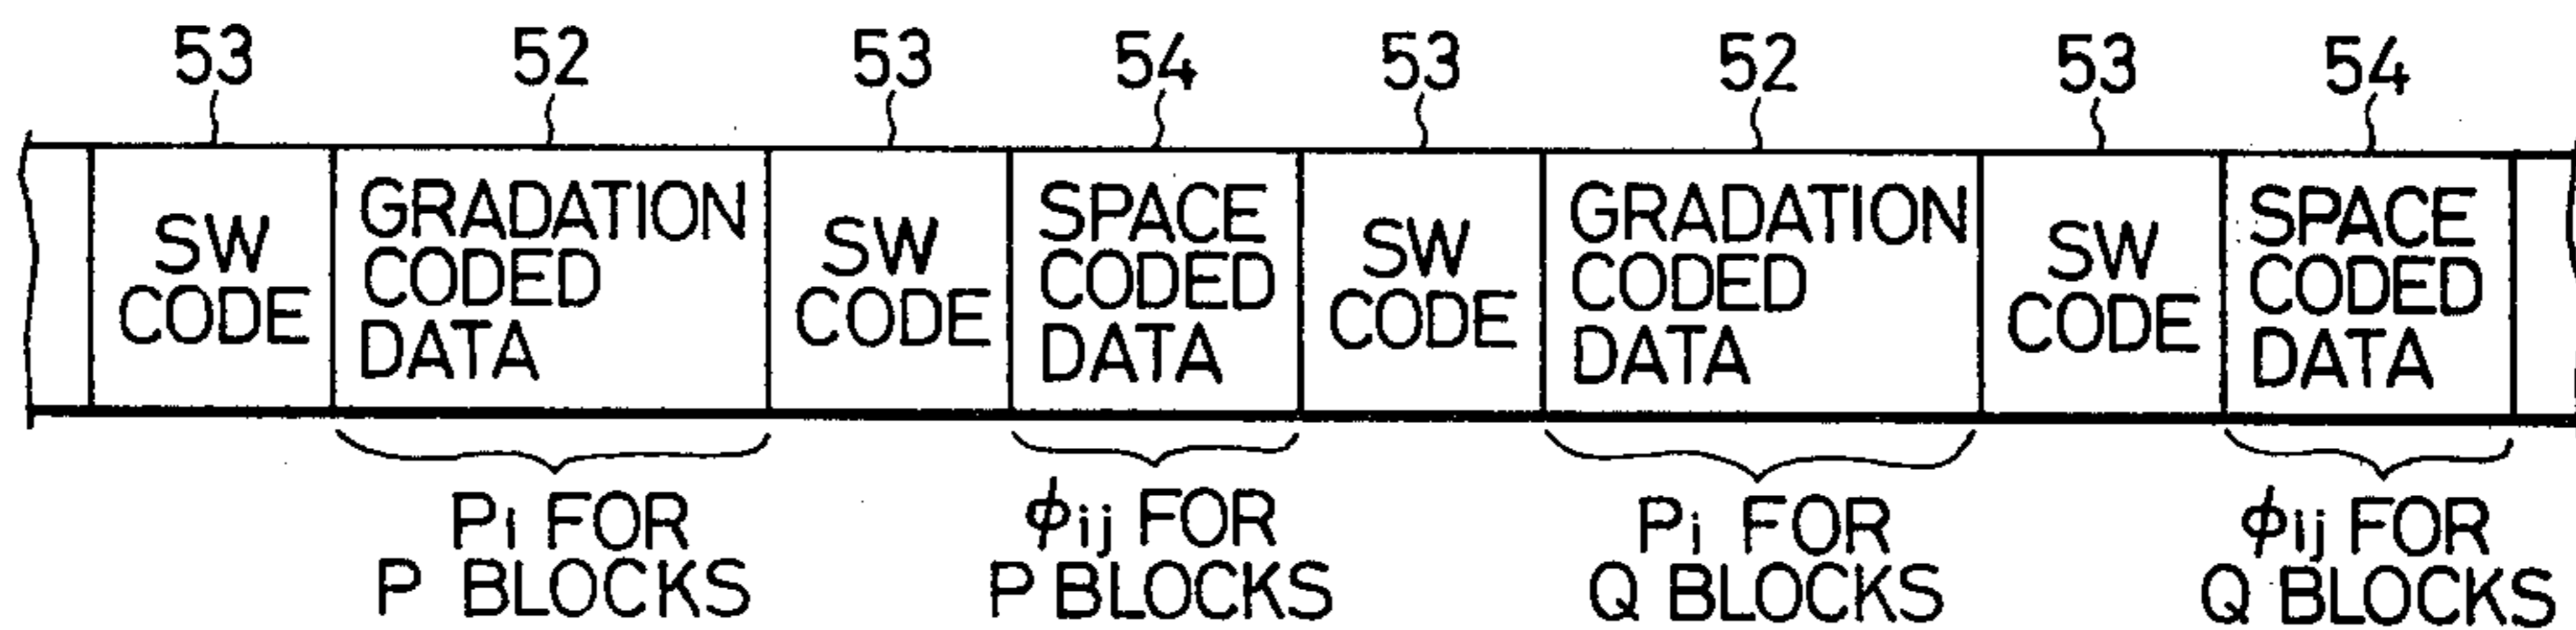 53 52 53 54 53 52 53 54
SW CODE
GRADATION CODED DATA
SW CODE
SPACE CODED DATA
SW CODE
GRADATION CODED DATA
SW CODE
SPACE CODED DATA
Pi FOR P BLOCKS
ϕij FOR P BLOCKS
Pi FOR Q BLOCKS
ϕij FOR Q BLOCKS